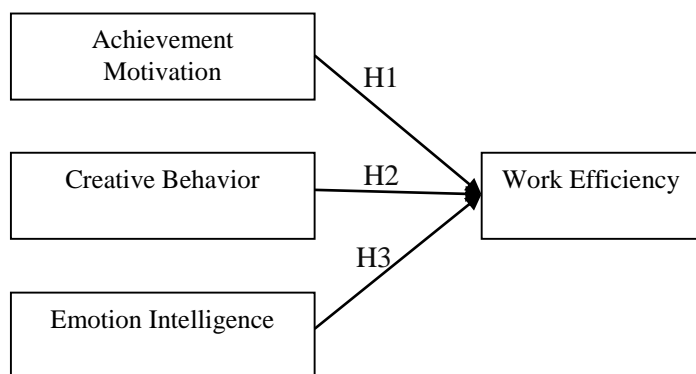 Achievement
Motivation
H1
Creative Behavior
H2
Work Efficiency
H3
Emotion Intelligence